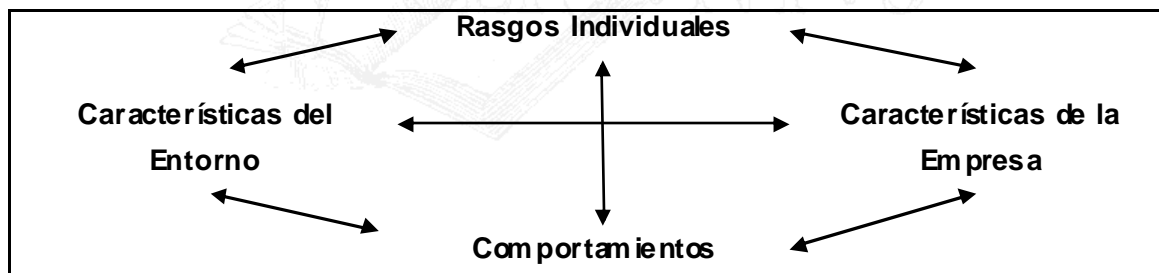 Rasgos Individuales
Características del
Entorno
Características de la
Empresa
Comportamientos